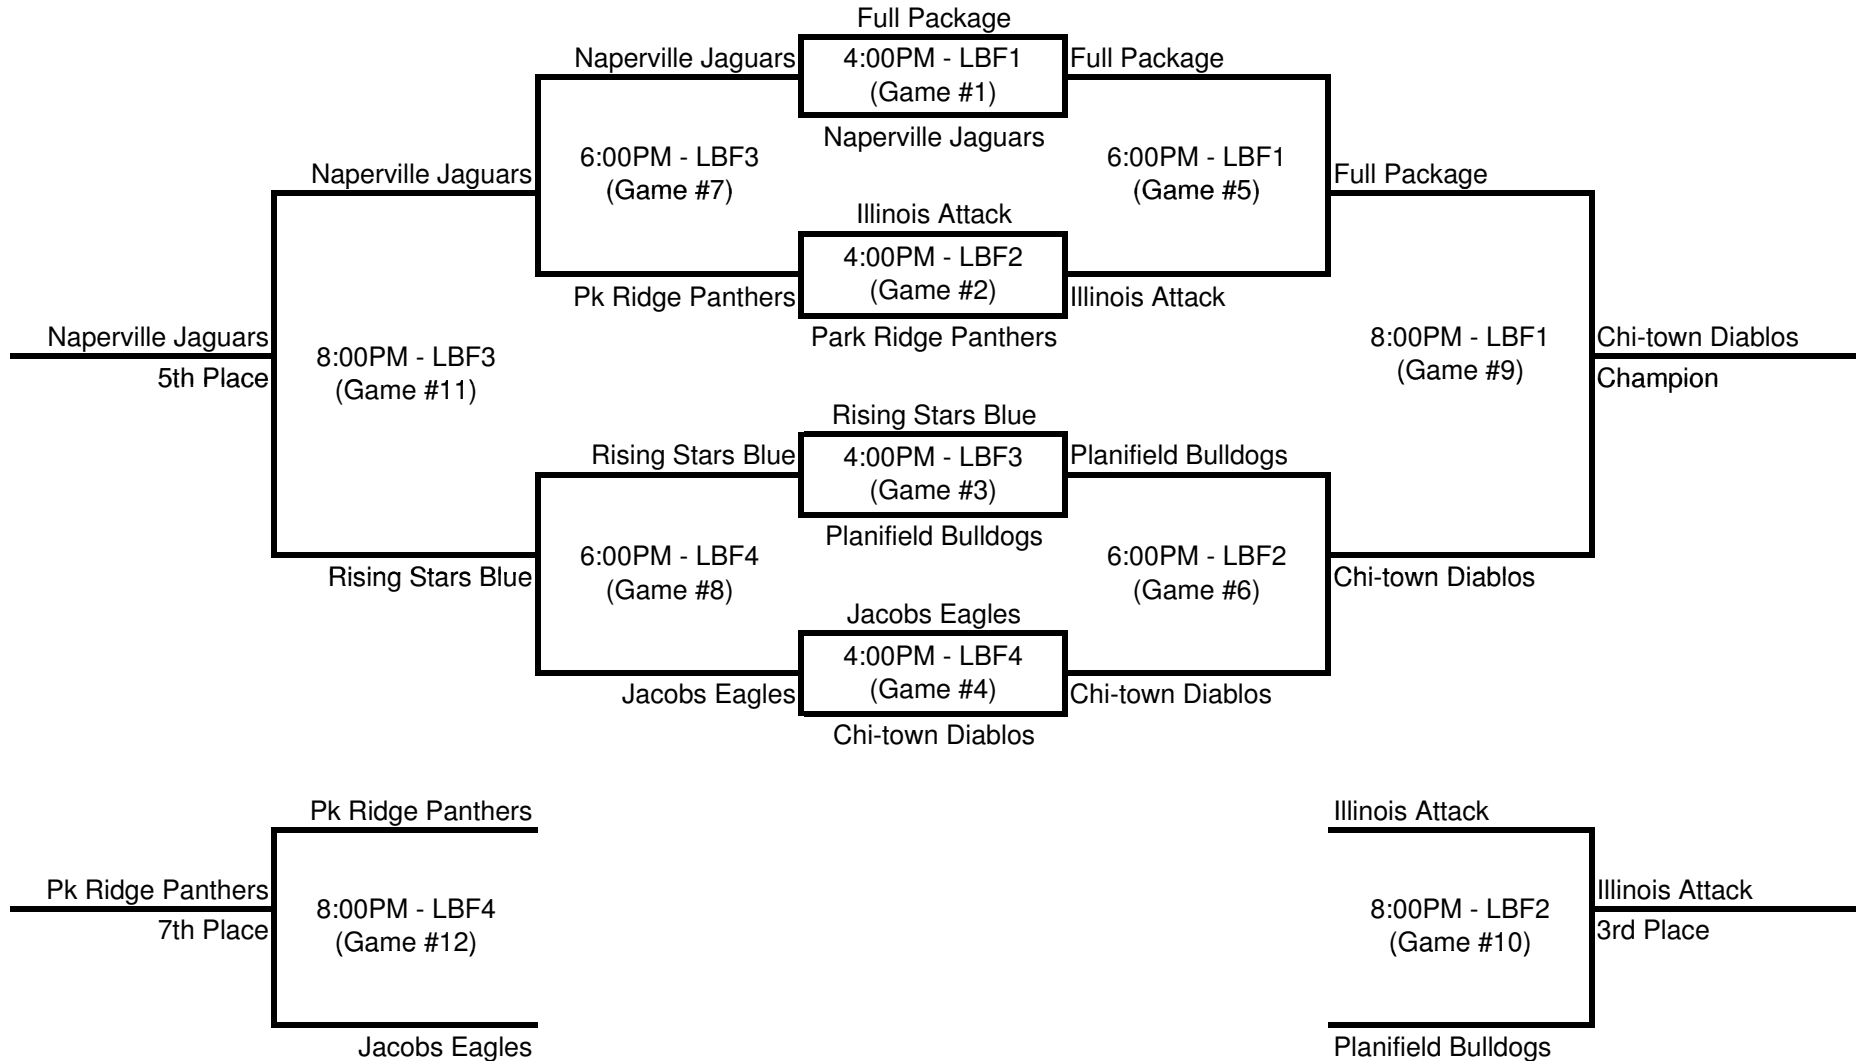 Full Package
Naperville Jaguars
4:00PM - LBF1
(Game #1)
Full Package
Naperville Jaguars
6:00PM - LBF3
(Game #7)
6:00PM - LBF1
(Game #5)
Naperville Jaguars
Full Package
Illinois Attack
4:00PM - LBF2
(Game #2)
Pk Ridge Panthers
Illinois Attack
Park Ridge Panthers
Naperville Jaguars
5th Place
8:00PM - LBF3
(Game #11)
8:00PM - LBF1
(Game #9)
Chi-town Diablos
Champion
Rising Stars Blue
Rising Stars Blue
4:00PM - LBF3
(Game #3)
Planifield Bulldogs
Planifield Bulldogs
Rising Stars Blue
6:00PM - LBF4
(Game #8)
6:00PM - LBF2
(Game #6)
Chi-town Diablos
Jacobs Eagles
4:00PM - LBF4
(Game #4)
Jacobs Eagles
Chi-town Diablos
Chi-town Diablos
Pk Ridge Panthers
Illinois Attack
Pk Ridge Panthers
7th Place
8:00PM - LBF4
(Game #12)
8:00PM - LBF2
(Game #10)
Illinois Attack
3rd Place
Jacobs Eagles
Planifield Bulldogs